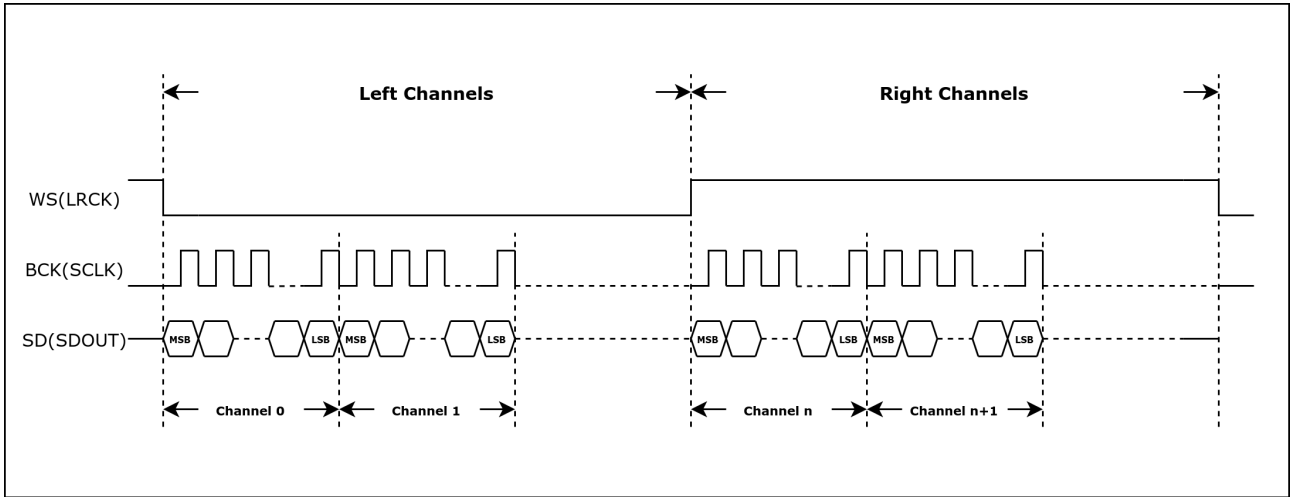 Left Channels
Right Channels
WS(LRCK)
BCK(SCLK)
SD(SDOUT)
MSB
LSB
MSB
LSB
MSB
LSB
MSB
LSB
Channel 0
Channel 1
Channel n
Channel n+1